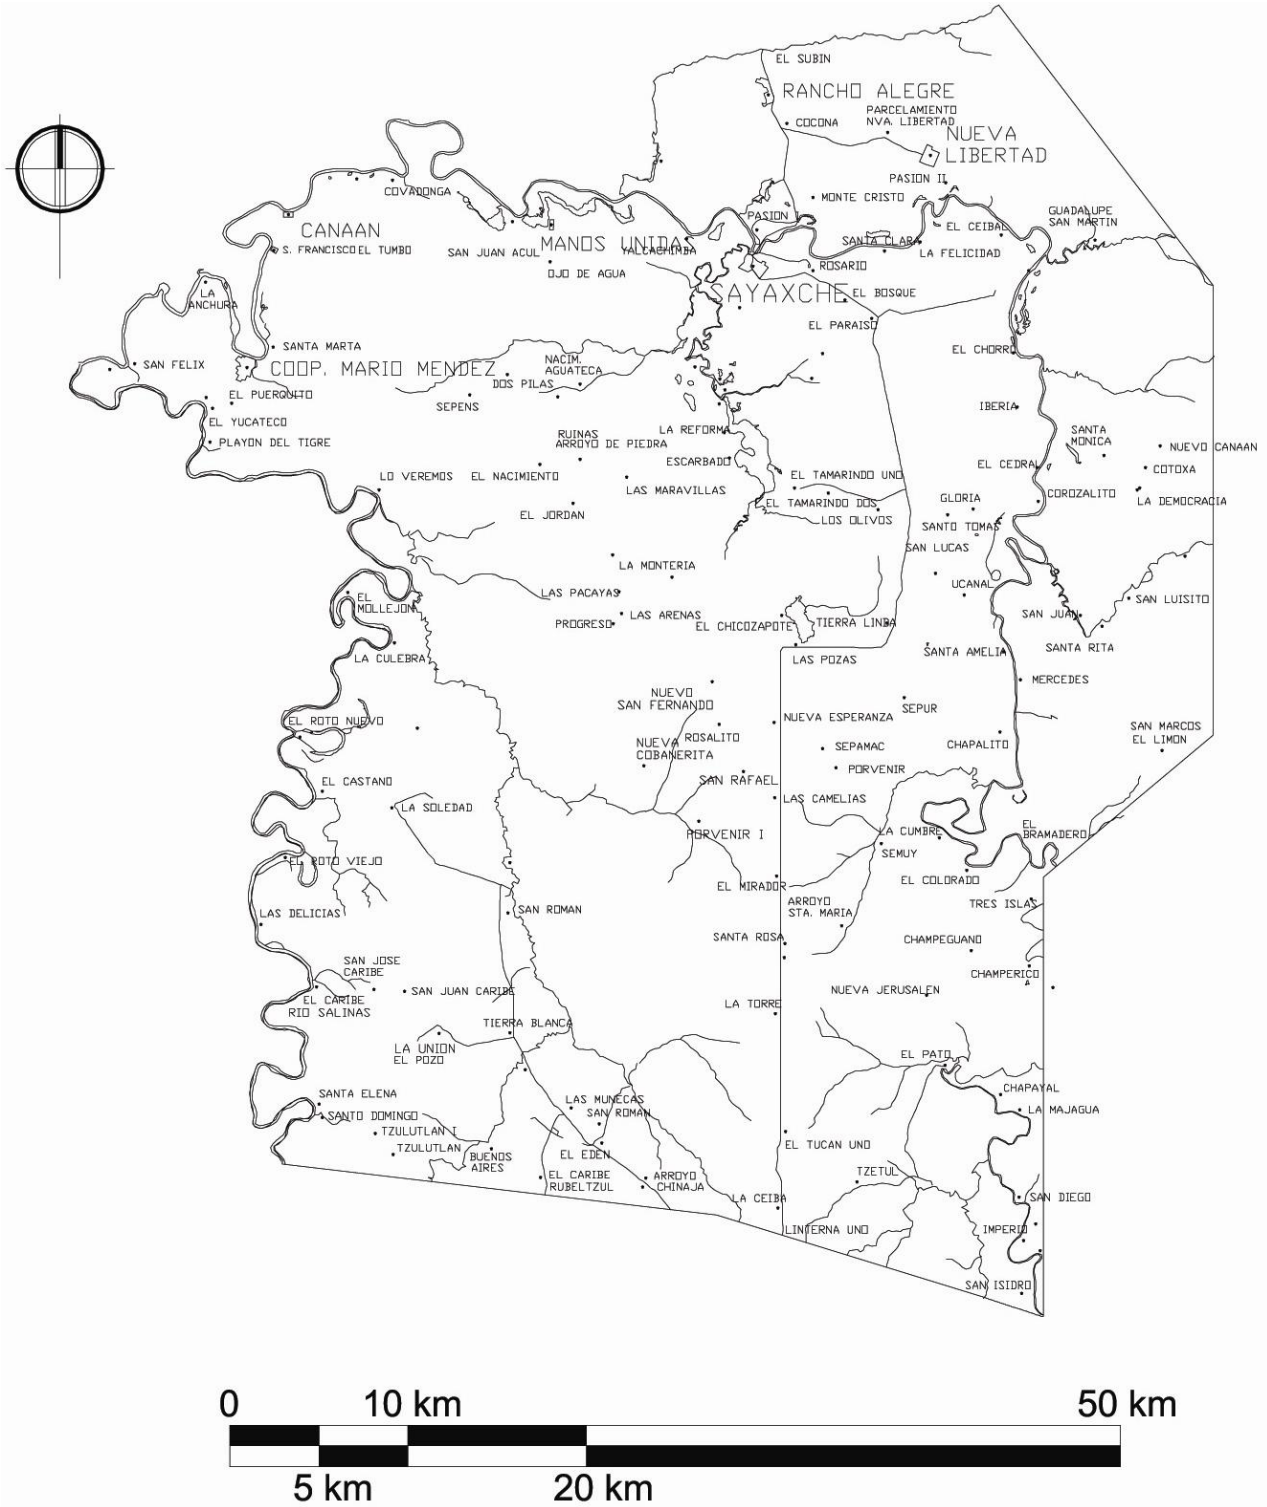 EL SUBIN
RANCHO ALEGRE
PARCELAMIENTO
NVA. LIBERTAD
COCONA
NUEVA
LIBERTAD
PASION II
COVADONGA
MONTE CRISTO
GUADALUPE
SAN MARTIN
PASION I
EL CEIBAL
CANAAN
S. FRANCISCO
EL TUMBO
SAN JUAN ACUL
MANOS UNIDAS
YALCACHIMBA
SANTA CLARA
LA FELICIDAD
OJO DE AGUA
ROSARIO
LA
ANCHURA
SAYAXCHE
EL BOSQUE
EL PARAISO
SANTA MARTA
EL CHORRO
SAN FELIX
COOP. MARIO MENDEZ
NACIM.
AGUATECA
DOS PILAS
EL PUERQUITO
SEPENS
IBERIA
EL YUCATECO
PLAYON DEL TIGRE
RUINAS
ARROYO DE PIEDRA
LA REFORMA
SANTA
MONICA
NUEVO CANAAN
ESCARBADO
EL CEDRAL
COTOXA
LO VEREMOS
EL NACIMIENTO
LAS MARAVILLAS
EL TAMARINDO UNO
EL TAMARINDO DOS
GLORIA
COROZALITO
LA DEMOCRACIA
EL JORDAN
LOS OLIVOS
SANTO TOMAS
SAN LUCAS
LA MONTERIA
UCANAL
LAS PACAYAS
SAN LUISITO
EL
MOLLEJON
LAS ARENAS
PROGRESO
EL CHICOZAPOTE
TIERRA LINDA
SAN JUAN
LA CULEBRA
LAS POZAS
SANTA AMELIA
SANTA RITA
MERCEDES
NUEVO
SAN FERNANDO
SEPUR
EL ROTO NUEVO
NUEVA ESPERANZA
SAN MARCOS
EL LIMON
ROSALITO
NUEVA
COBANERITA
SEPAMAC
CHAPALITO
PORVENIR
EL CASTANO
SAN RAFAEL
LA SOLEDAD
LAS CAMELIAS
PORVENIR I
LA CUMBRE
EL
BRAMADERO
EL ROTO VIEJO
SEMUY
EL MIRADOR
EL COLORADO
LAS DELICIAS
SAN ROMAN
ARROYO
STA. MARIA
TRES ISLAS
SANTA ROSA
CHAMPEGUANO
SAN JOSE
CARIBE
CHAMPERICO
EL CARIBE
RIO SALINAS
SAN JUAN CARIBE
NUEVA JERUSALEN
LA TORRE
TIERRA BLANCA
LA UNION
EL POZO
EL PATO
SANTA ELENA
CHAPAYAL
SANTO DOMINGO
LAS MUNECAS
SAN ROMAN
LA MAJAGUA
TZULUTLAN I
TZULUTLAN
BUENOS
AIRES
EL EDEN
EL TUCAN UNO
EL CARIBE
RUBELTZUL
ARROYO
CHINAJA
TZETUL
LA CEIBA
SAN DIEGO
LINTERNA UNO
IMPERIO
SAN ISIDRO
0
10 km
50 km
5 km
20 km